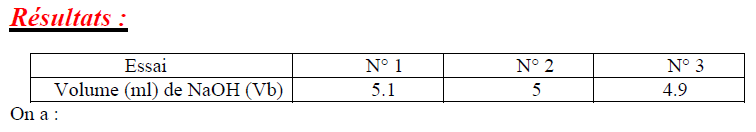 Résultats :
Essai N° 1 N° 2 N° 3
Volume (ml) de NaOH (Vb) 5.1 5 4.9
On a :